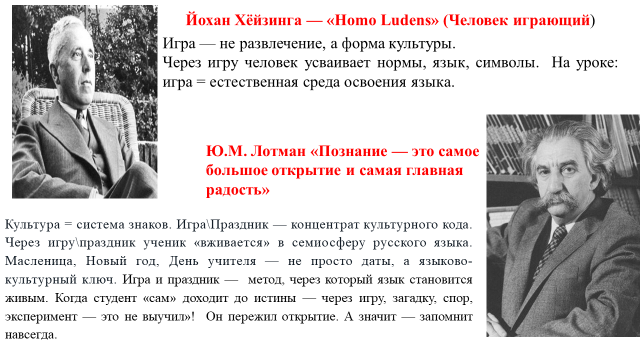 Йохан Хёйзинга — «Homo Ludens» (Человек играющий)
Игра — не развлечение, а форма культуры.
Через игру человек усваивает нормы, язык, символы. На уроке:
игра = естественная среда освоения языка.
Ю.М. Лотман «Познание — это самое
большое открытие и самая главная
радость»
Культура = система знаков. Игра\Праздник — концентрат культурного кода.
Через игру\праздник ученик «вживается» в семиосферу русского языка.
Масленица, Новый год, День учителя — не просто даты, а языково-
культурный ключ. Игра и праздник — метод, через который язык становится
живым. Когда студент «сам» доходит до истины — через игру, загадку, спор,
эксперимент — это не выучил»! Он пережил открытие. А значит — запомнит
навсегда.